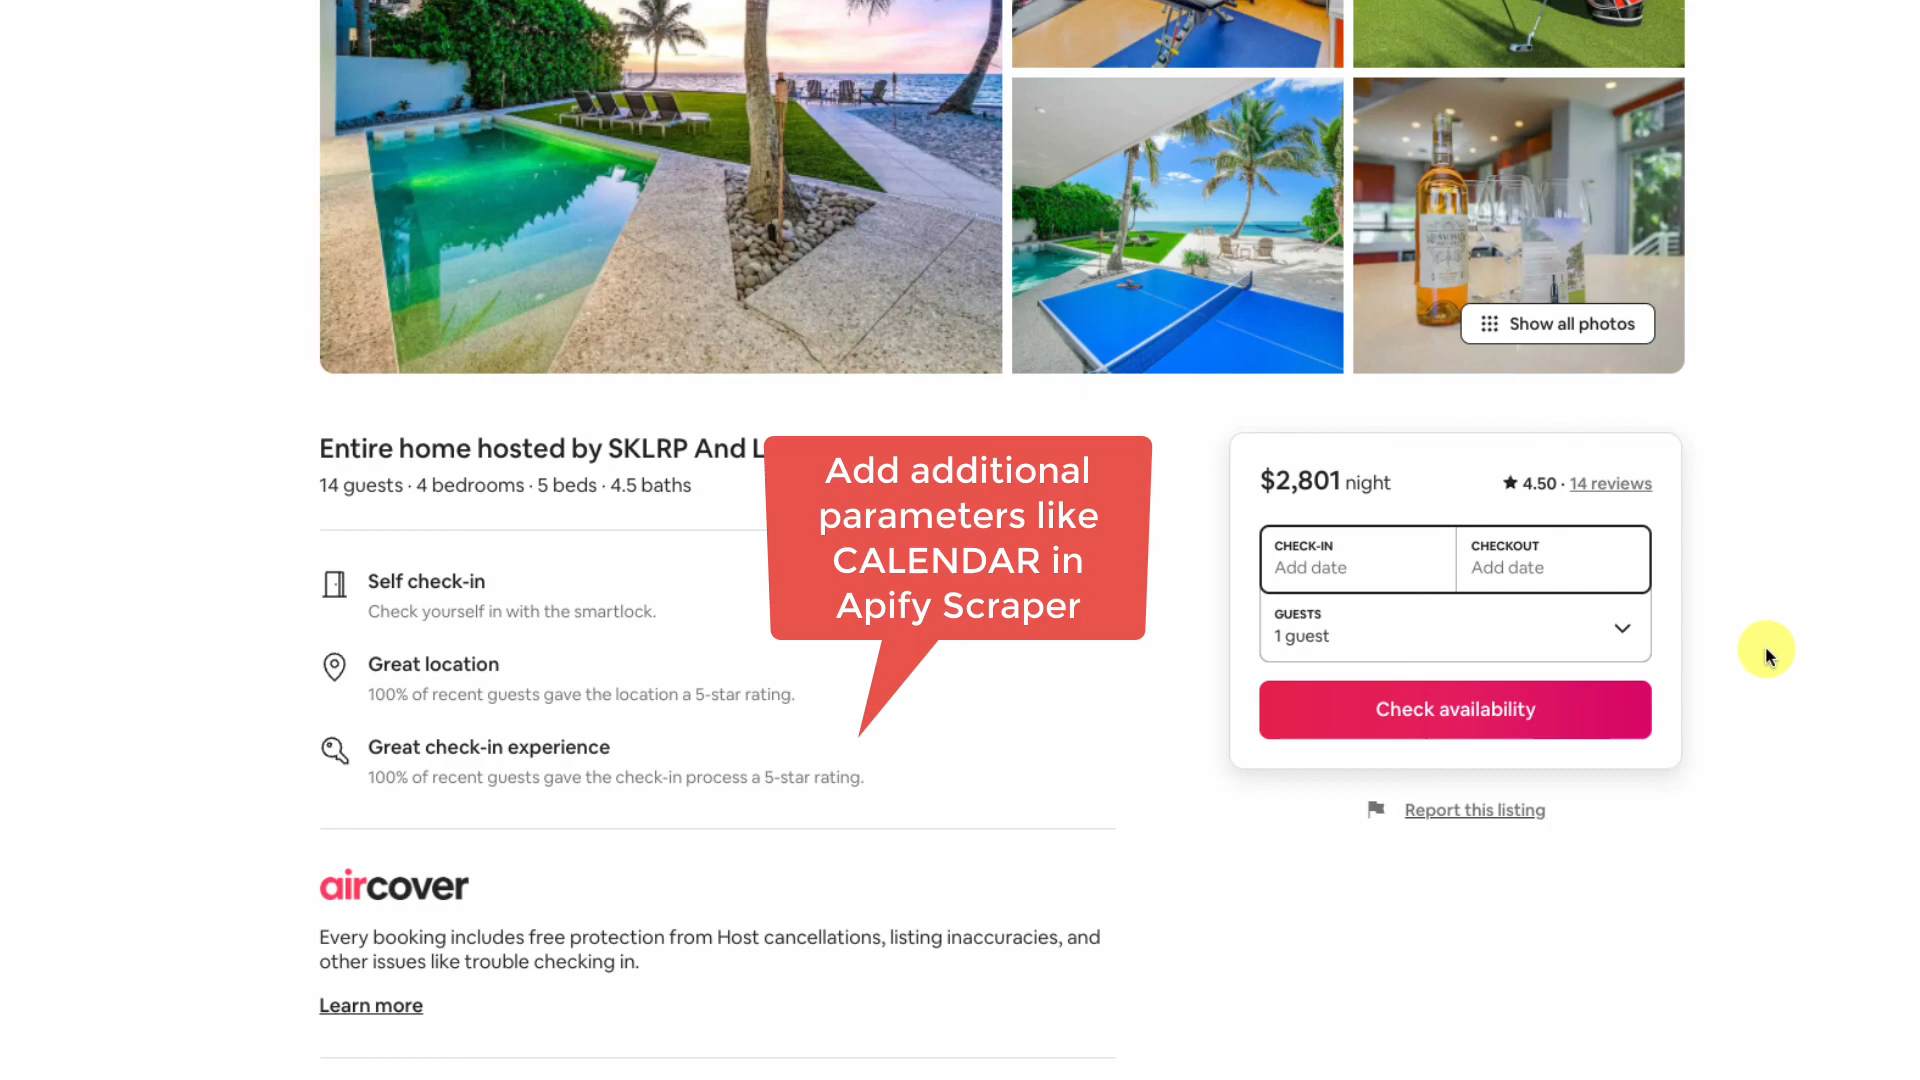 Show all photos
Entire home hosted by SKLRP And L
14 guests · 4 bedrooms · 5 beds · 4.5 baths
Add additional
parameters like
CALENDAR in
Apify Scraper
Self check-in
Check yourself in with the smartlock.
Great location
100% of recent guests gave the location a 5-star rating.
Great check-in experience
100% of recent guests gave the check-in process a 5-star rating.
$2,801 night
★ 4.50 · 14 reviews
CHECK-IN
Add date
CHECKOUT
Add date
GUESTS
1 guest
Check availability
Report this listing
aircover
Every booking includes free protection from Host cancellations, listing inaccuracies, and
other issues like trouble checking in.
Learn more